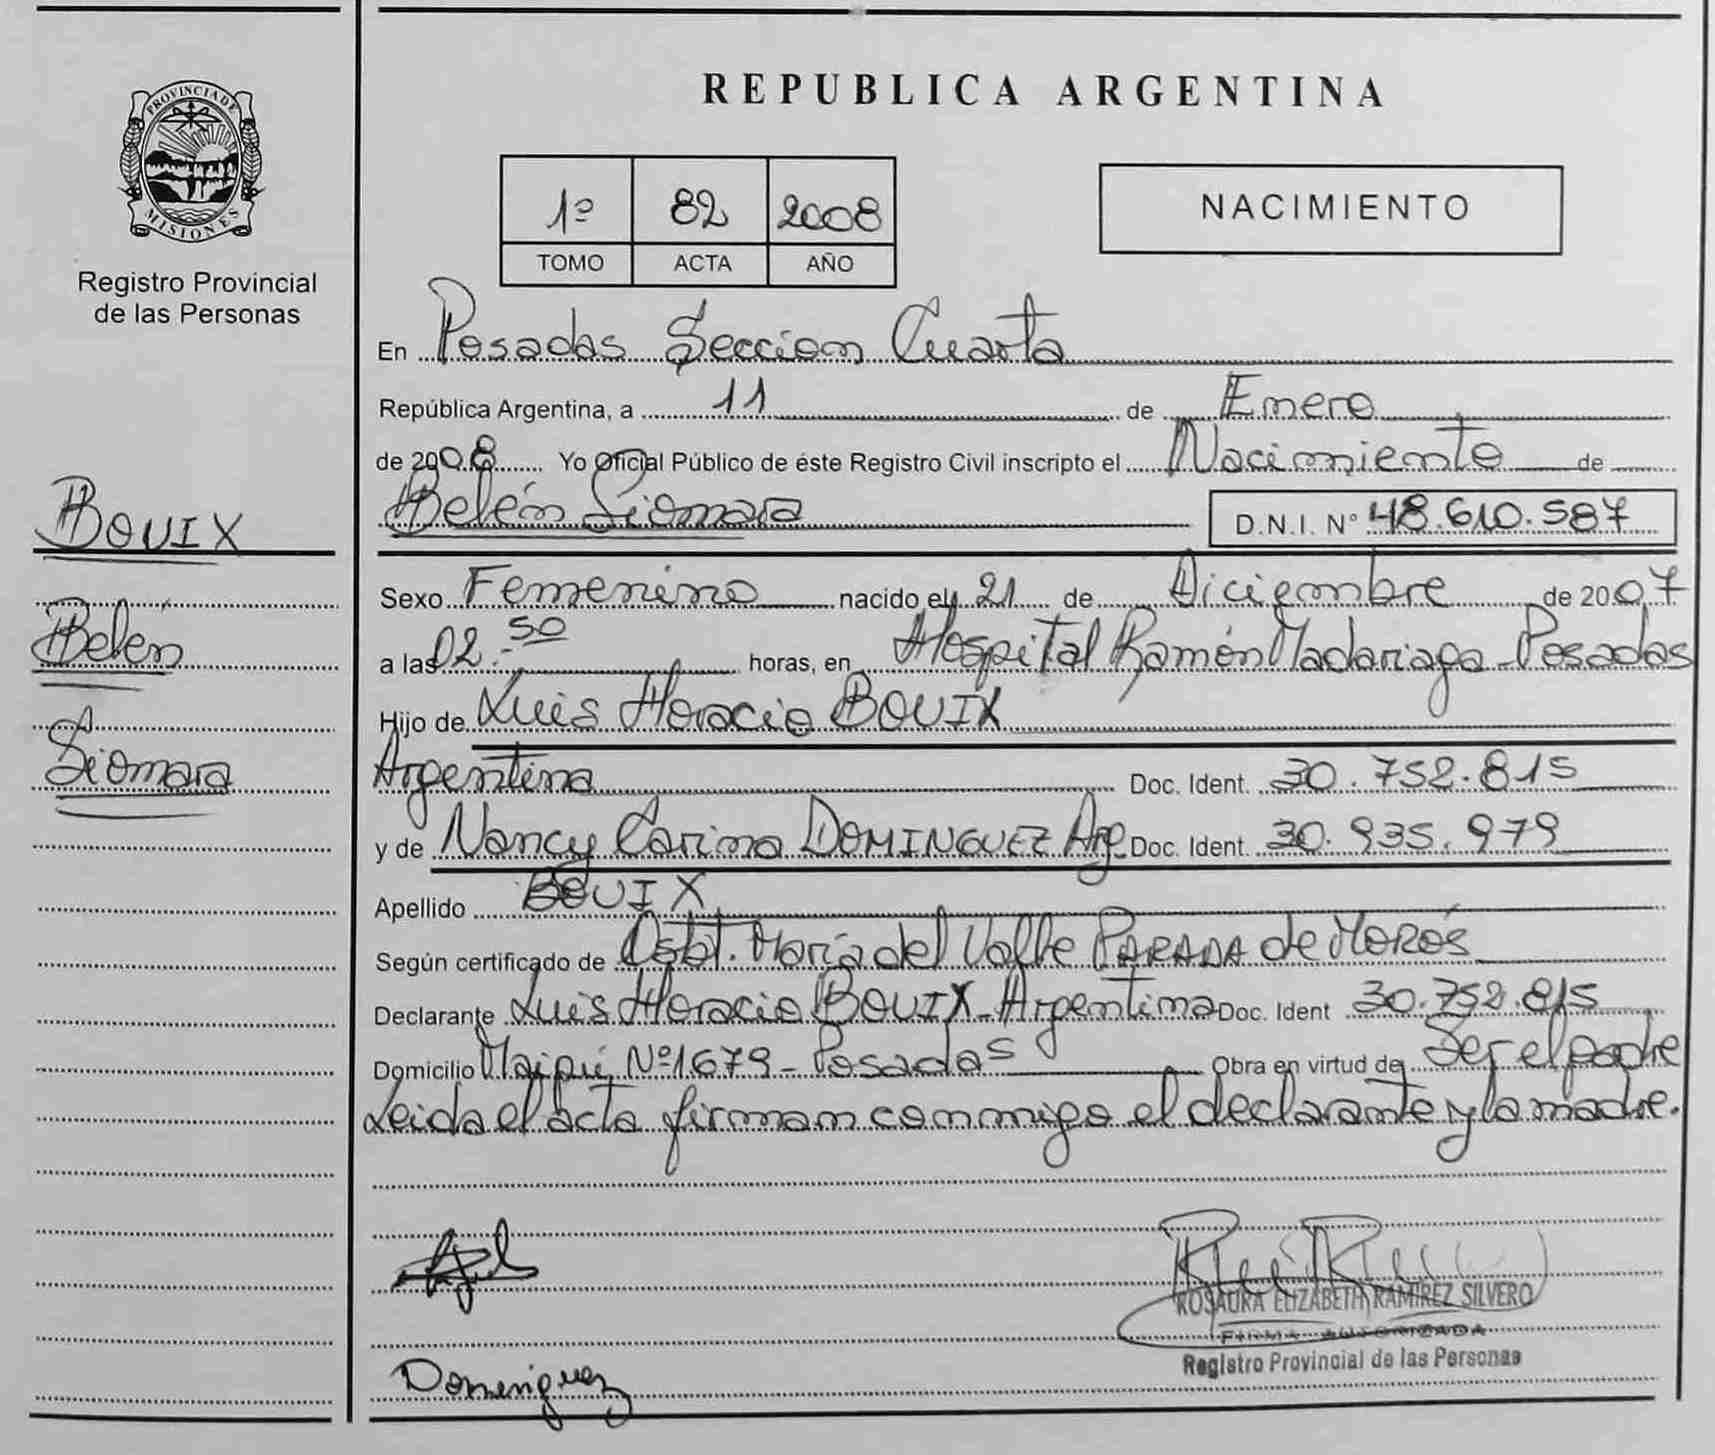 PROVINCIA DE
MISIONES
Registro Provincial
de las Personas
BOUIX
Belén
Siomara
REPUBLICA ARGENTINA
1º 82 2008
TOMO ACTA AÑO
NACIMIENTO
En Posadas Seccion Cuarta
República Argentina, a 11 de Enero
de 2008 Yo Oficial Público de éste Registro Civil inscripto el Nacimiento de
Belén Siomara D.N.I. Nº 48.610.587
Sexo Femenino nacido el 21 de Diciembre de 2007
a las 02:50 horas, en Hospital Ramón Madariaga - Posadas
Hijo de Luis Horacio BOUIX
Argentina Doc. Ident. 30.752.815
y de Nancy Carina DOMINGUEZ Arg. Doc. Ident. 30.935.979
Apellido BOUIX
Según certificado de Obst. María del Valle PARADA de MOROS
Declarante Luis Horacio BOUIX - Argentina Doc. Ident 30.752.815
Domicilio Maipú Nº 1679 - Posadas Obra en virtud de Ser el padre
Leida el acta firman conmigo el declarante y la madre.
ROSAURA ELIZABETH RAMIREZ SILVERO
FIRMA AUTORIZADA
Registro Provincial de las Personas
Dominguez